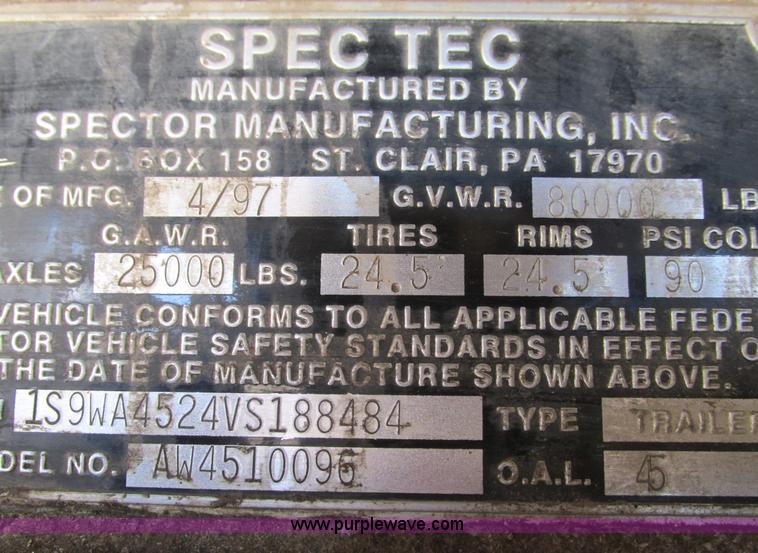 SPEC TEC
MANUFACTURED BY
SPECTOR MANUFACTURING, INC.
P.O. BOX 158 ST. CLAIR, PA 17970
E OF MFG. 4/97 G.V.W.R. 80000 LB
G.A.W.R. TIRES RIMS PSI COL
AXLES 25000 LBS. 24.5 24.5 90
VEHICLE CONFORMS TO ALL APPLICABLE FEDE
TOR VEHICLE SAFETY STANDARDS IN EFFECT O
THE DATE OF MANUFACTURE SHOWN ABOVE.
1S9WA4524VS188484 TYPE TRAILER
DEL NO. AW4510096 O.A.L. 45
www.purplewave.com